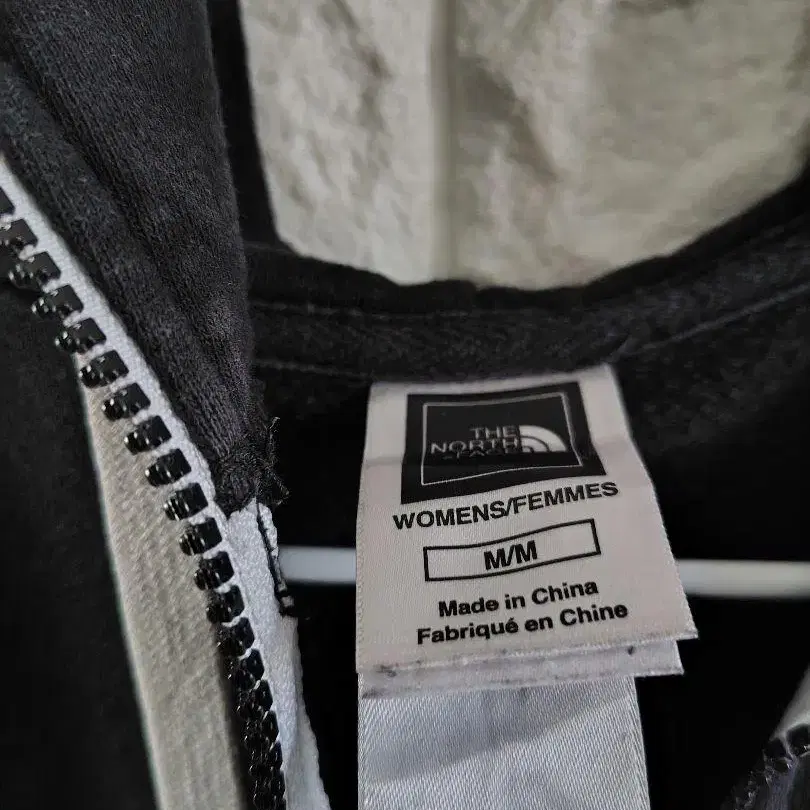 THE
NORTH
FACE
WOMENS/FEMMES
M/M
Made in China
Fabriqué en Chine